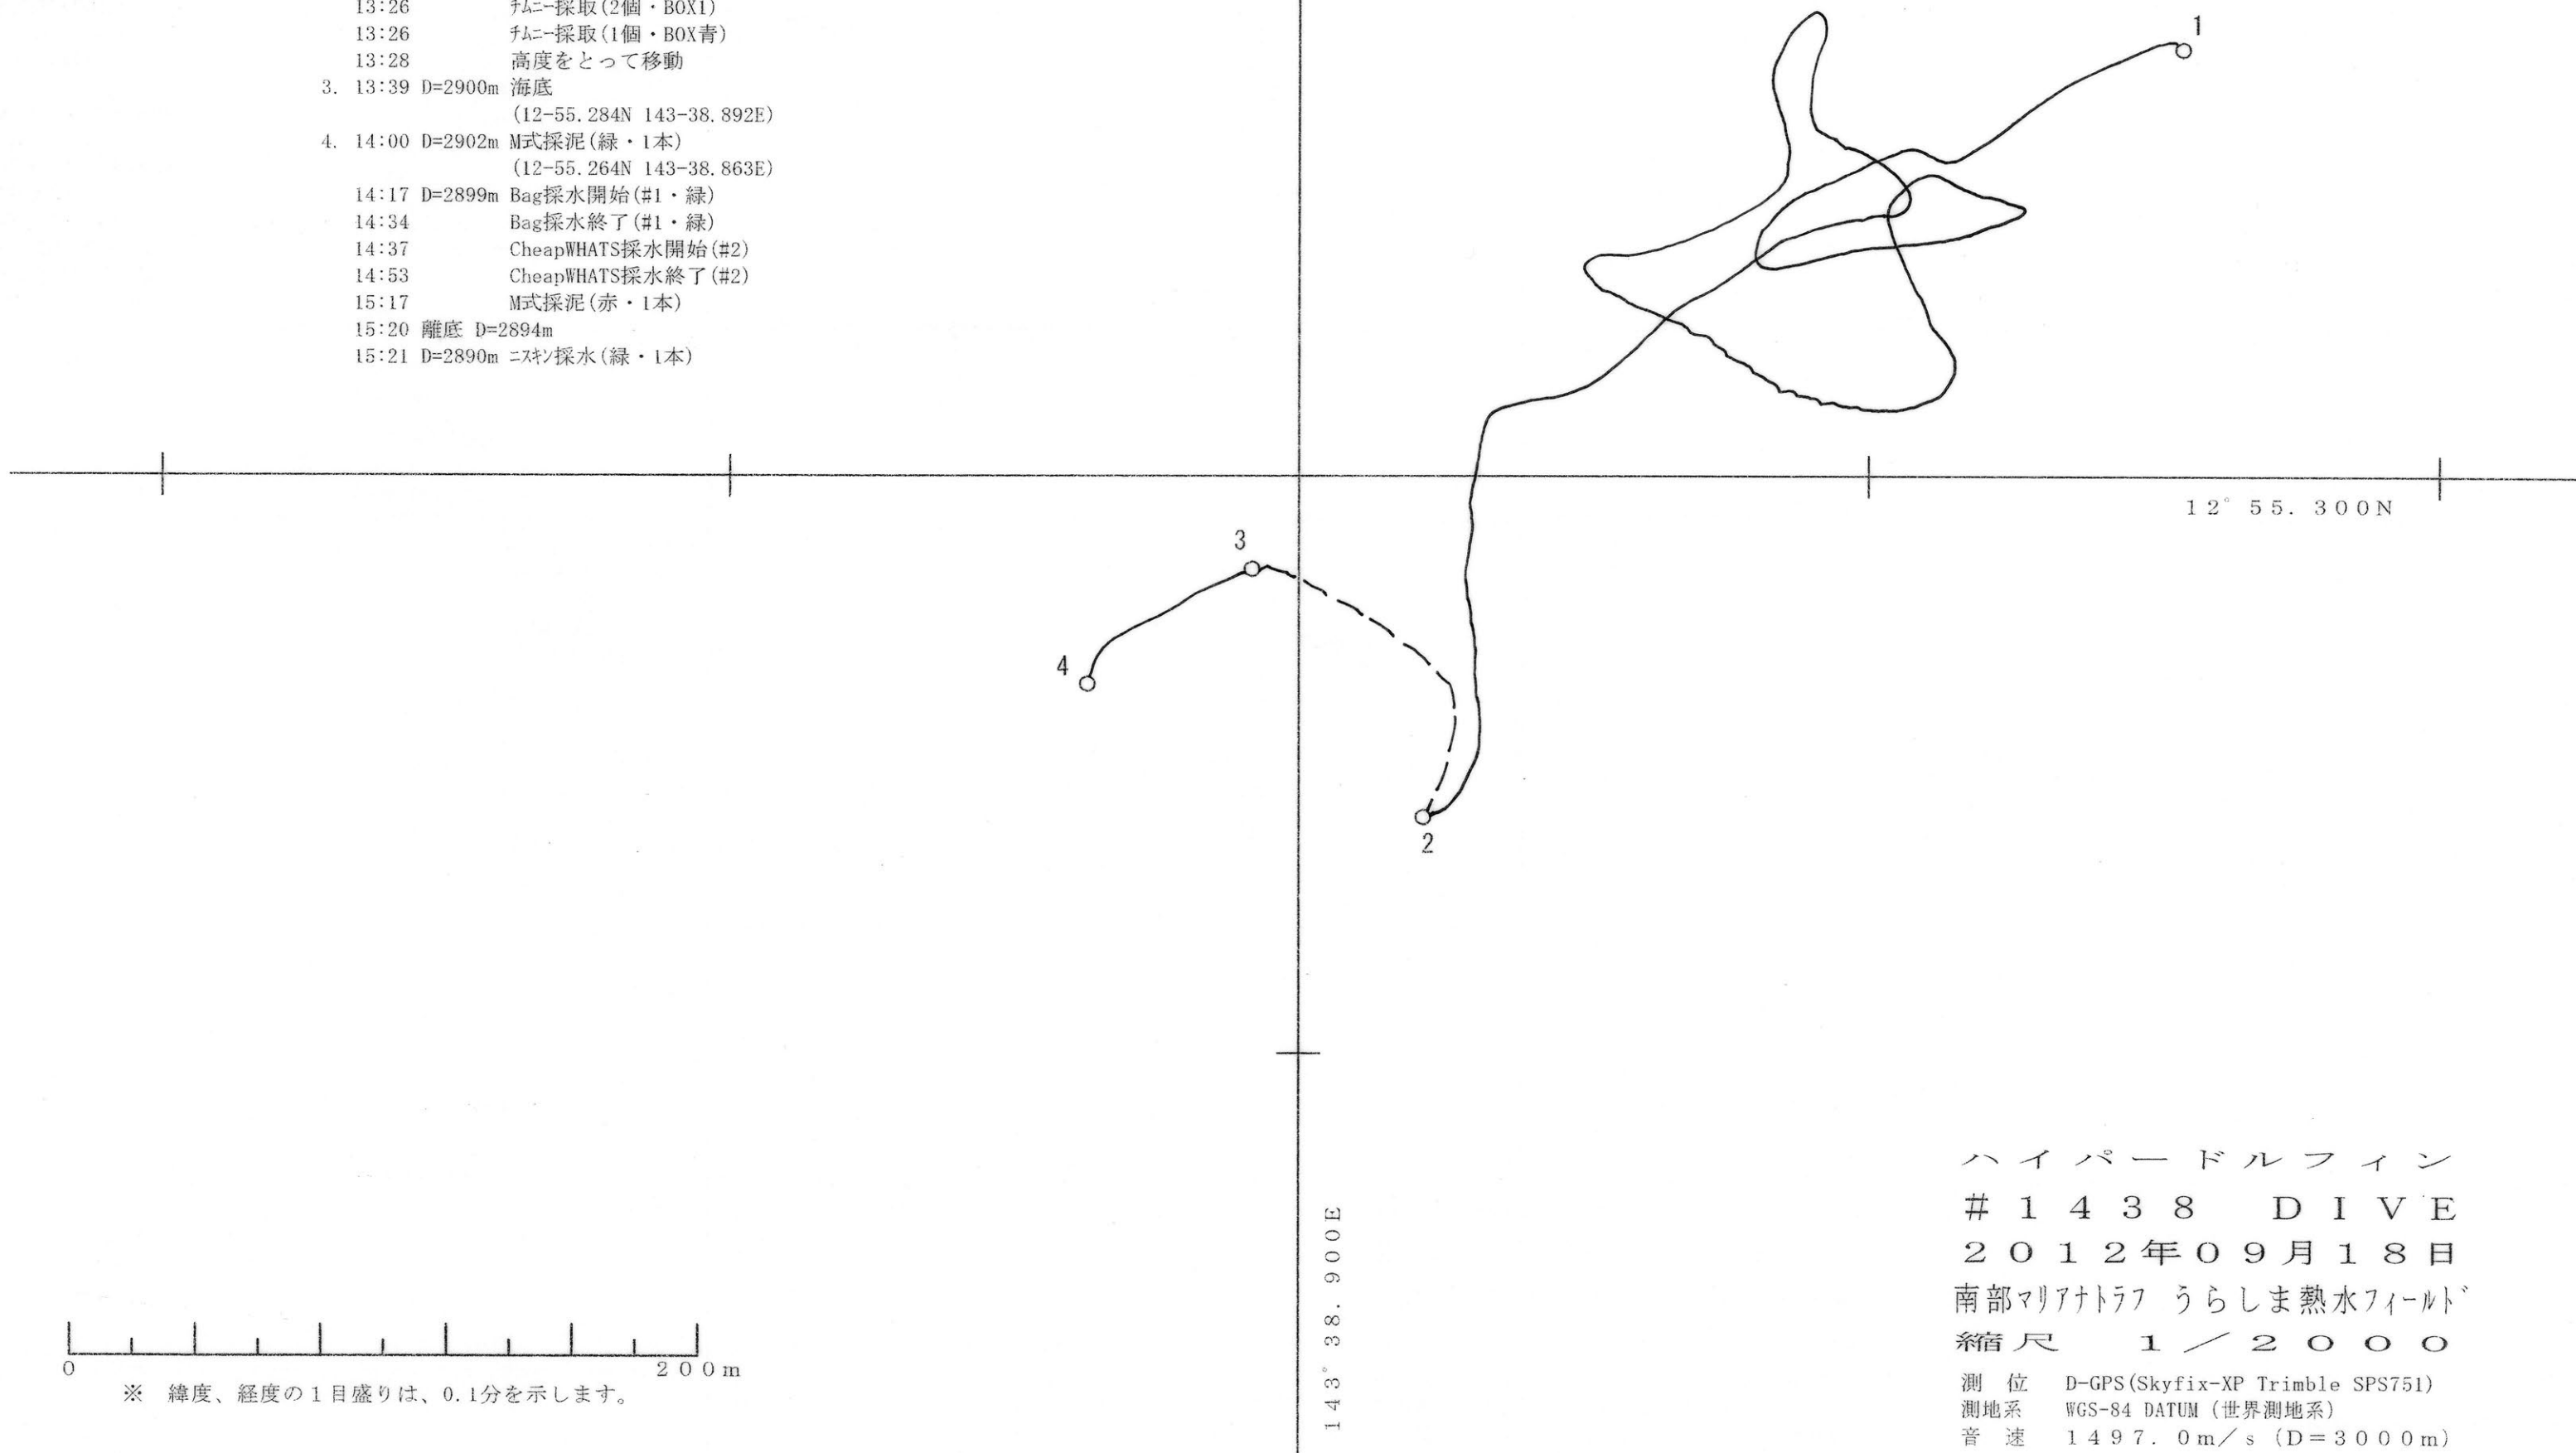 13:26 ﾁﾑﾆｰ採取(2個・BOX1)
13:26 ﾁﾑﾆｰ採取(1個・BOX青)
13:28 高度をとって移動
3. 13:39 D=2900m 海底
(12-55.284N 143-38.892E)
4. 14:00 D=2902m M式採泥(緑・1本)
(12-55.264N 143-38.863E)
14:17 D=2899m Bag採水開始(#1・緑)
14:34 Bag採水終了(#1・緑)
14:37 CheapWHATS採水開始(#2)
14:53 CheapWHATS採水終了(#2)
15:17 M式採泥(赤・1本)
15:20 離底 D=2894m
15:21 D=2890m ﾆｽｷﾝ採水(緑・1本)
1
12°55.300N
3
4
2
143°38.900E
ハイパードルフィン
#1438 DIVE
2012年09月18日
南部ﾏﾘｱﾅﾄﾗﾌ うらしま熱水ﾌｨｰﾙﾄﾞ
縮尺 1/2000
測位 D-GPS(Skyfix-XP Trimble SPS751)
測地系 WGS-84 DATUM (世界測地系)
音速 1497.0m/s (D=3000m)
0 200m
※ 緯度、経度の1目盛りは、0.1分を示します。